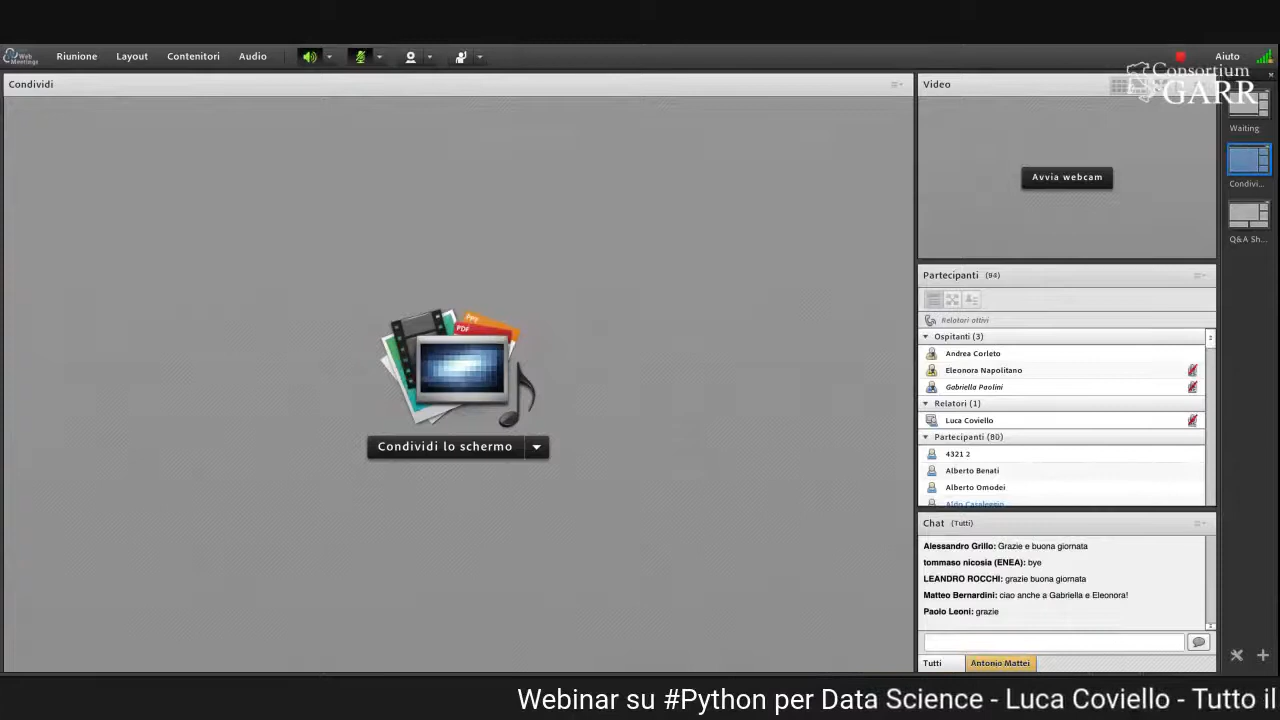 Web
Meetings
Riunione
Layout
Contenitori
Audio
Aiuto
Consortium
GARR
Condividi
PDF
Condividi lo schermo
Video
Avvia webcam
Partecipanti (94)
Relatori attivi
Ospitanti (3)
Andrea Corleto
Eleonora Napolitano
Gabriella Paolini
Relatori (1)
Luca Coviello
Partecipanti (80)
4321 2
Alberto Benati
Alberto Omodei
Chat (Tutti)
Alessandro Grillo: Grazie e buona giornata
tommaso nicosia (ENEA): bye
LEANDRO ROCCHI: grazie buona giornata
Matteo Bernardini: ciao anche a Gabriella e Eleonora!
Paolo Leoni: grazie
Tutti
Antonio Mattei
Waiting
Condivi...
Q&A Sh...
Webinar su #Python per Data Science - Luca Coviello - Tutto il